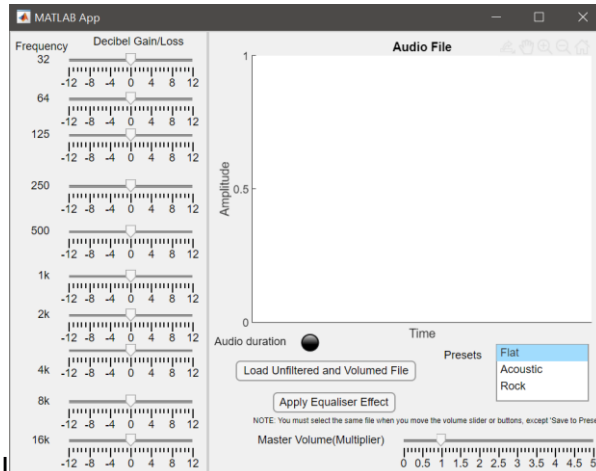 MATLAB App
Frequency Decibel Gain/Loss
32
-12 -8 -4 0 4 8 12
64
-12 -8 -4 0 4 8 12
125
-12 -8 -4 0 4 8 12
250
-12 -8 -4 0 4 8 12
500
-12 -8 -4 0 4 8 12
1k
-12 -8 -4 0 4 8 12
2k
-12 -8 -4 0 4 8 12
4k
-12 -8 -4 0 4 8 12
8k
-12 -8 -4 0 4 8 12
16k
-12 -8 -4 0 4 8 12
Audio File
1
0.5
0
Amplitude
Time
Audio duration
Load Unfiltered and Volumed File
Presets
Flat
Acoustic
Rock
Apply Equaliser Effect
NOTE: You must select the same file when you move the volume slider or buttons, except 'Save to Prese
Master Volume(Multiplier)
0 0.5 1 1.5 2 2.5 3 3.5 4 4.5 5